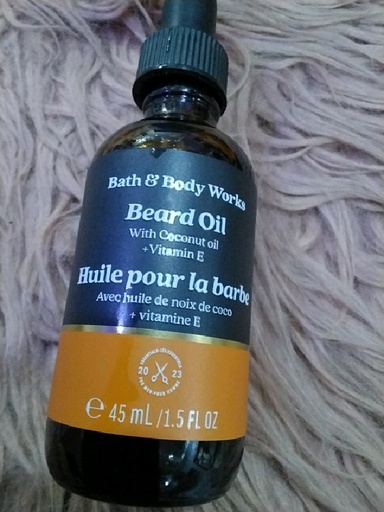 Bath & Body Works
Beard Oil
With Coconut oil
+Vitamin E
Huile pour la barbe
Avec huile de noix de coco
+ vitamine E
20 23
℮ 45 mL /1.5 FL OZ